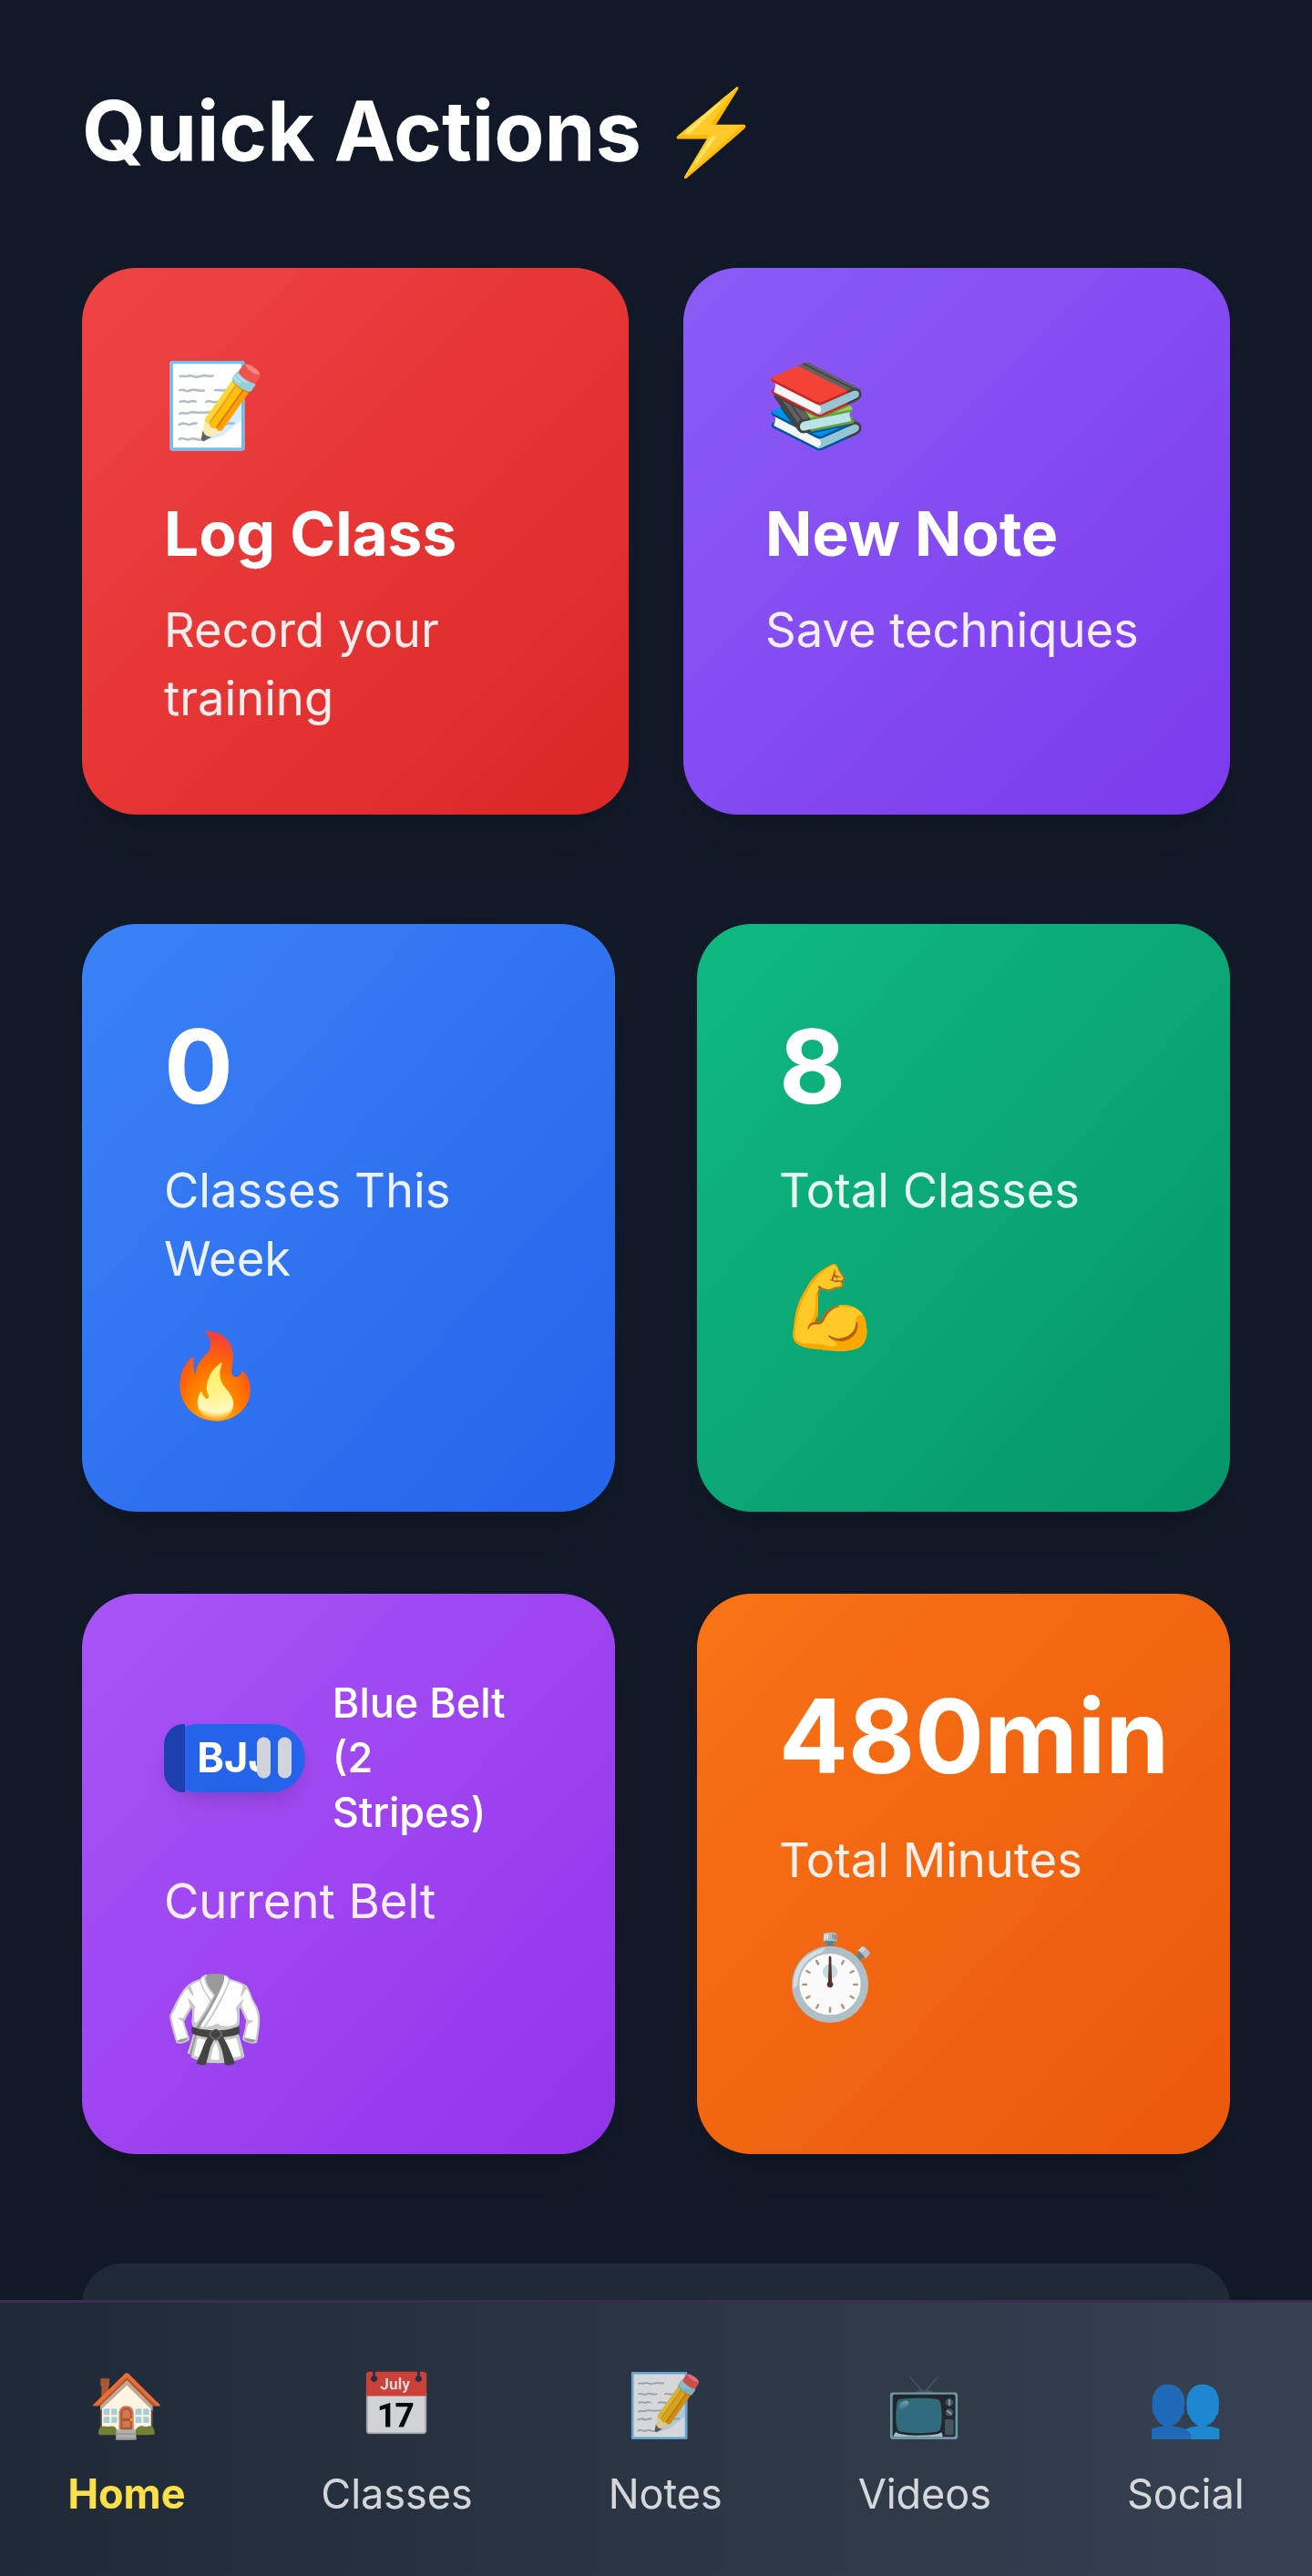 Quick Actions ⚡
Log Class
Record your
training
New Note
Save techniques
0
Classes This
Week
8
Total Classes
BJJ
Blue Belt
(2
Stripes)
Current Belt
480min
Total Minutes
July
17
Home
Classes
Notes
Videos
Social